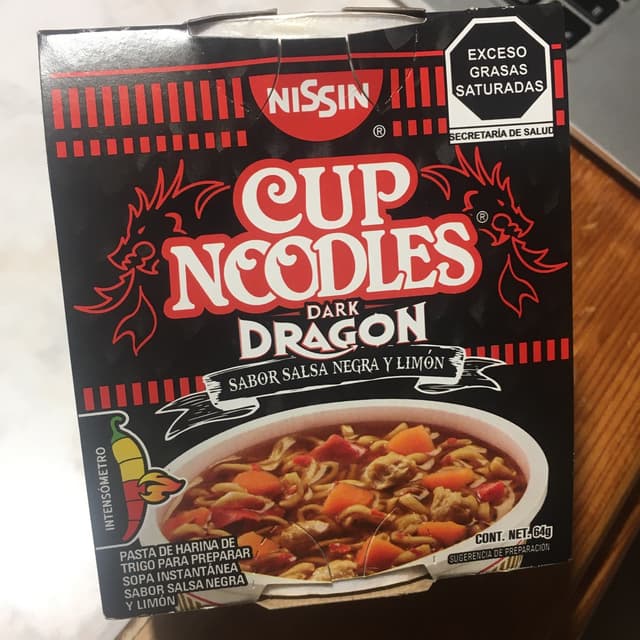 EXCESO
GRASAS
SATURADAS
SECRETARÍA DE SALUD
NISSIN
®
CUP
NOODLES
®
DARK
DRAGON
SABOR SALSA NEGRA Y LIMÓN
INTENSÓMETRO
PASTA DE HARINA DE
TRIGO PARA PREPARAR
SOPA INSTANTÁNEA
SABOR SALSA NEGRA
Y LIMÓN
CONT. NET. 64g
SUGERENCIA DE PREPARACIÓN